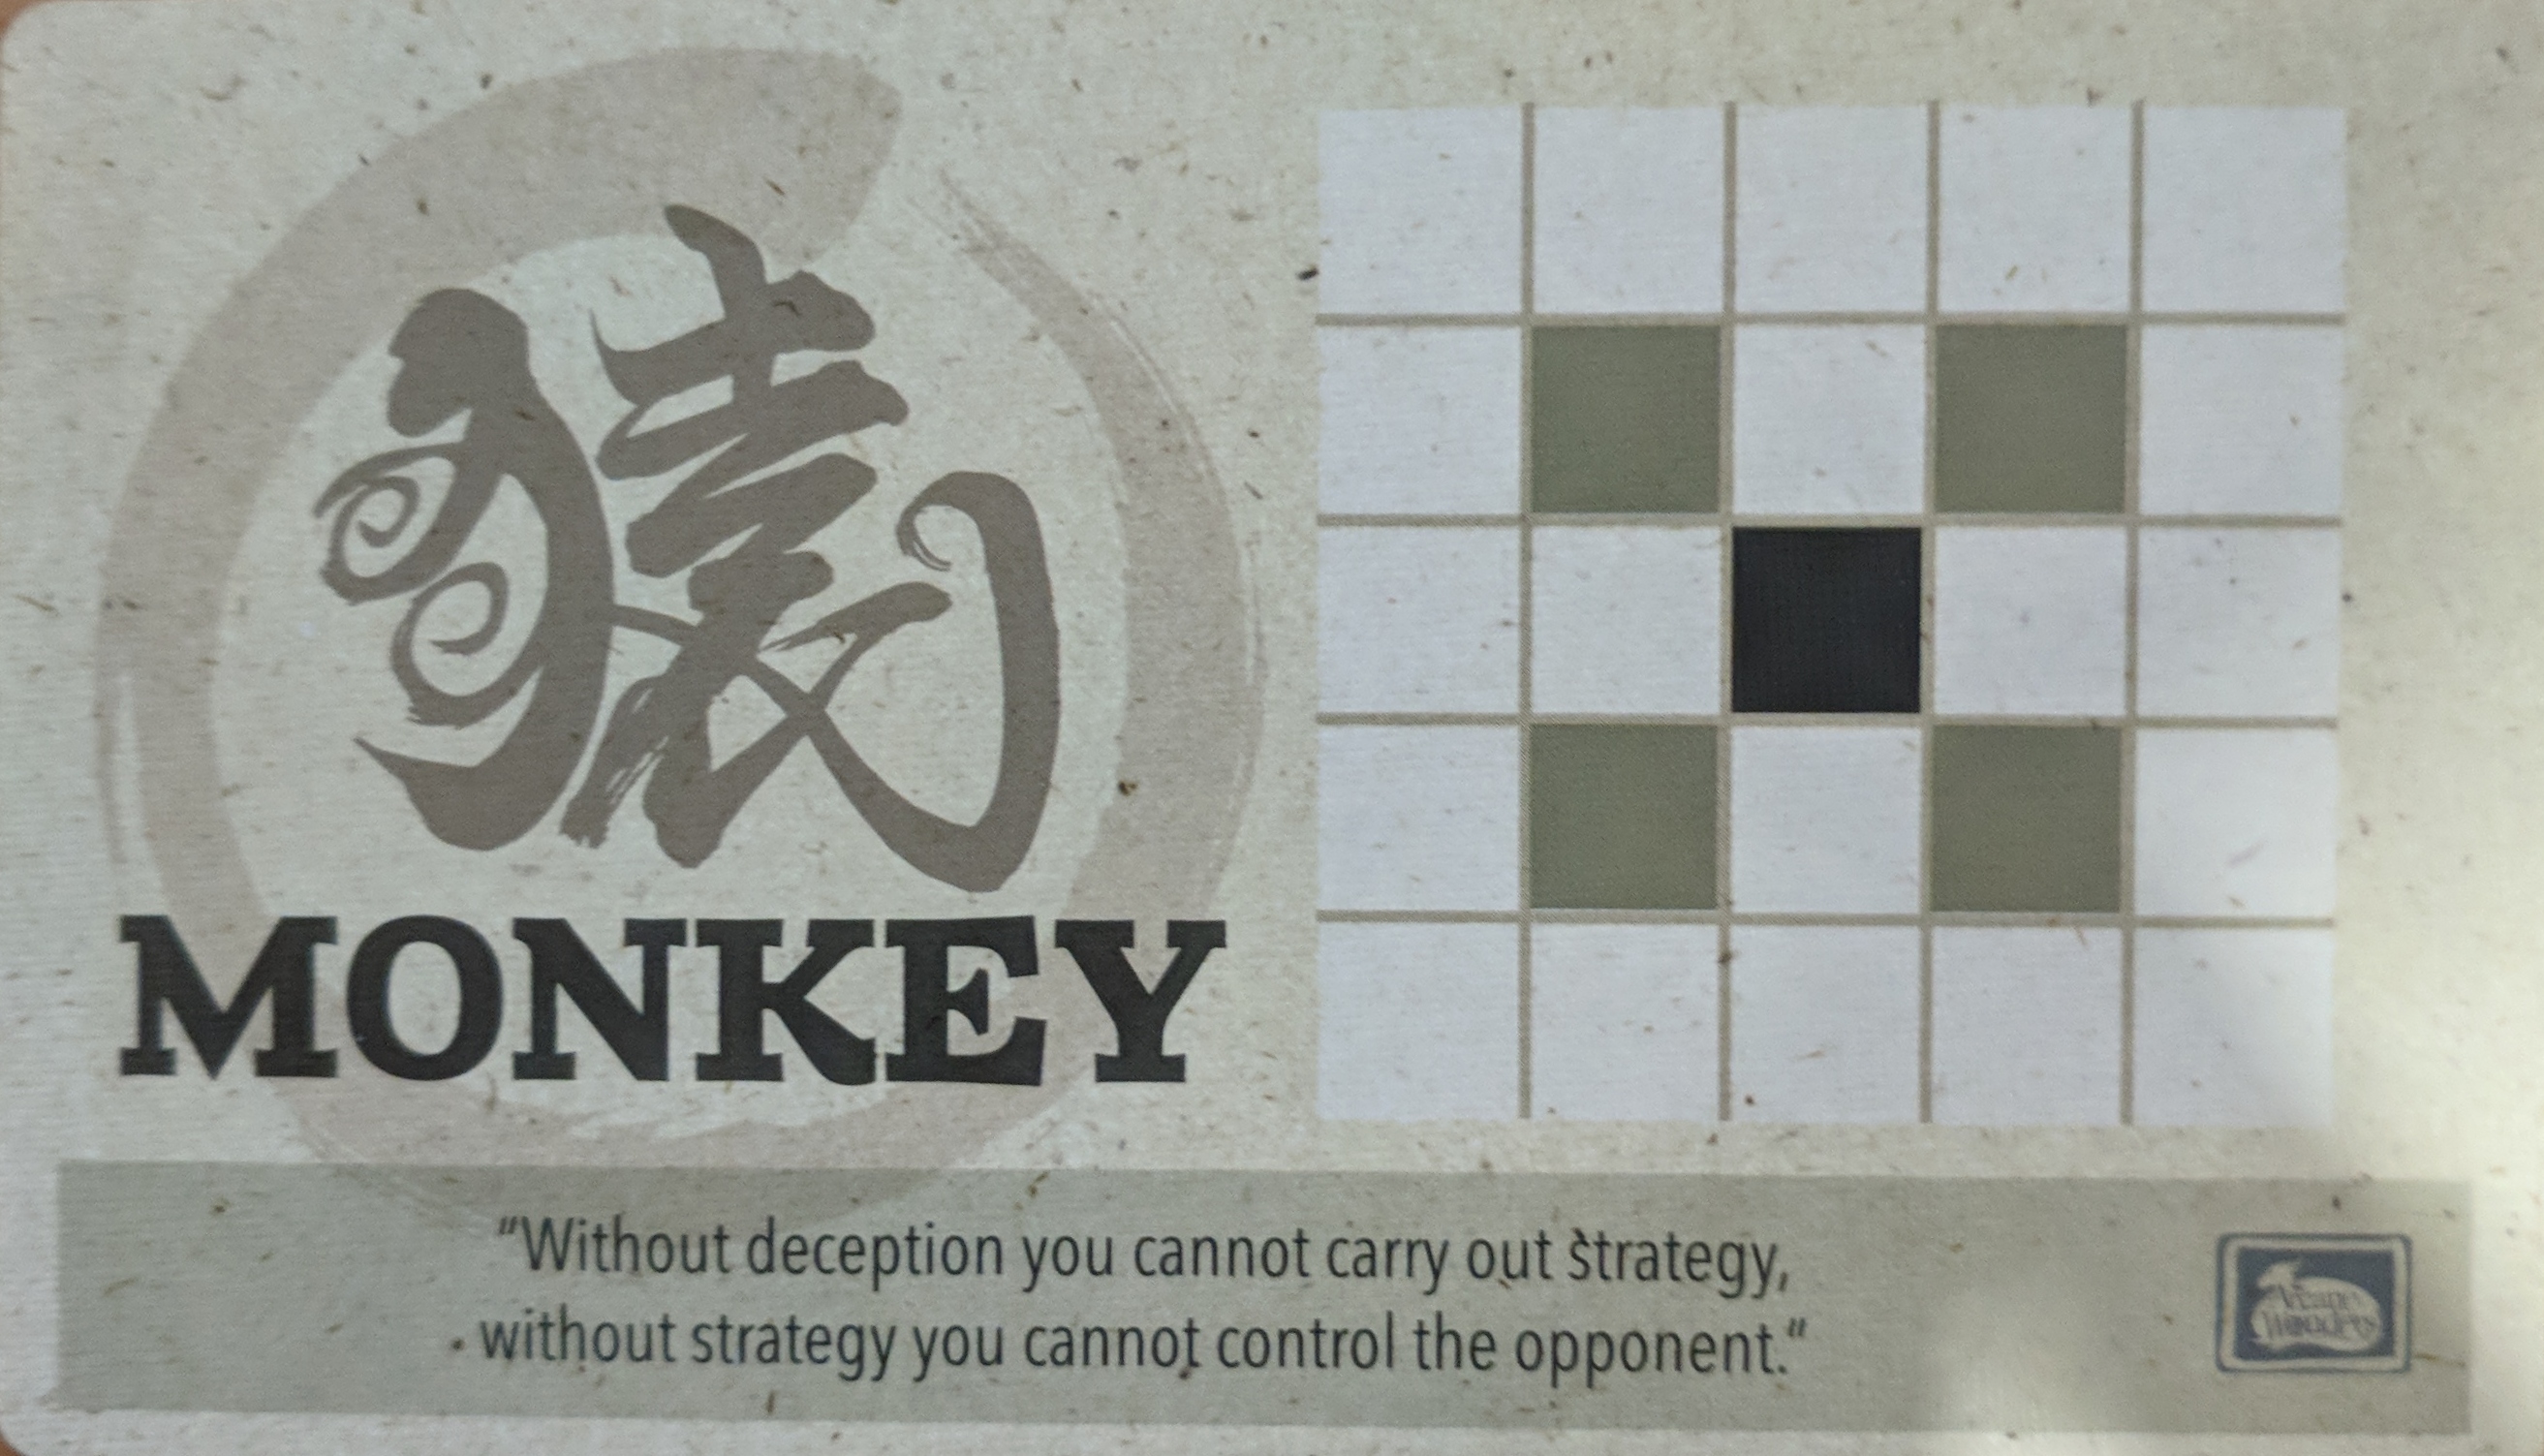 猿
MONKEY
“Without deception you cannot carry out strategy,
without strategy you cannot control the opponent.“